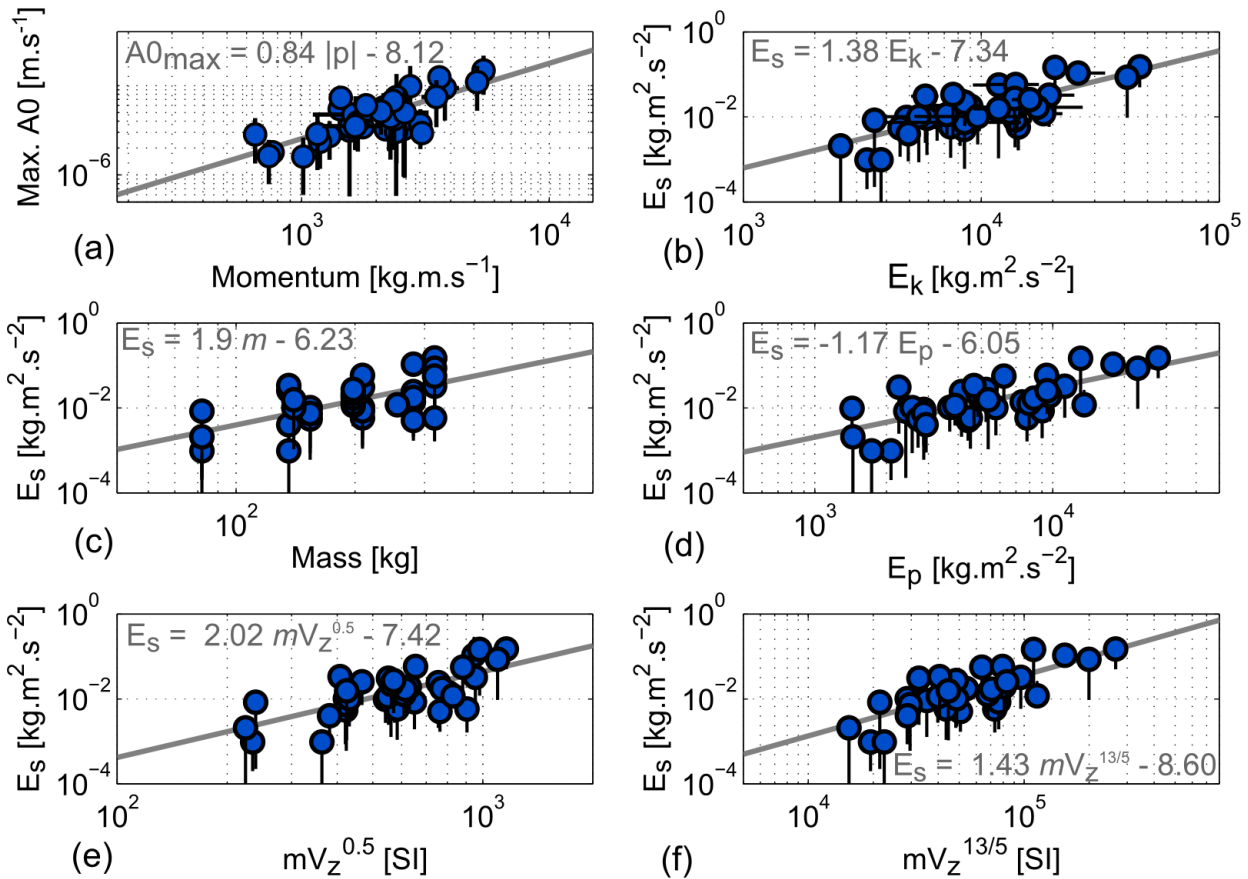 Max. A0 [m.s⁻¹]
10⁻⁶
A0max = 0.84 |p| - 8.12
10³
10⁴
(a)
Momentum [kg.m.s⁻¹]
Eₛ [kg.m².s⁻²]
10⁰
10⁻²
10⁻⁴
Eₛ = 1.38 Eₖ - 7.34
10³
10⁴
10⁵
(b)
Eₖ [kg.m².s⁻²]
Eₛ [kg.m².s⁻²]
10⁰
10⁻²
10⁻⁴
Eₛ = 1.9 m - 6.23
10²
(c)
Mass [kg]
Eₛ [kg.m².s⁻²]
10⁰
10⁻²
10⁻⁴
Eₛ = -1.17 Eₚ - 6.05
10³
10⁴
(d)
Eₚ [kg.m².s⁻²]
Eₛ [kg.m².s⁻²]
10⁰
10⁻²
10⁻⁴
Eₛ = 2.02 mVz^0.5 - 7.42
10²
10³
(e)
mVz^0.5 [SI]
Eₛ [kg.m².s⁻²]
10⁰
10⁻²
10⁻⁴
Eₛ = 1.43 mVz^13/5 - 8.60
10⁴
10⁵
(f)
mVz^13/5 [SI]